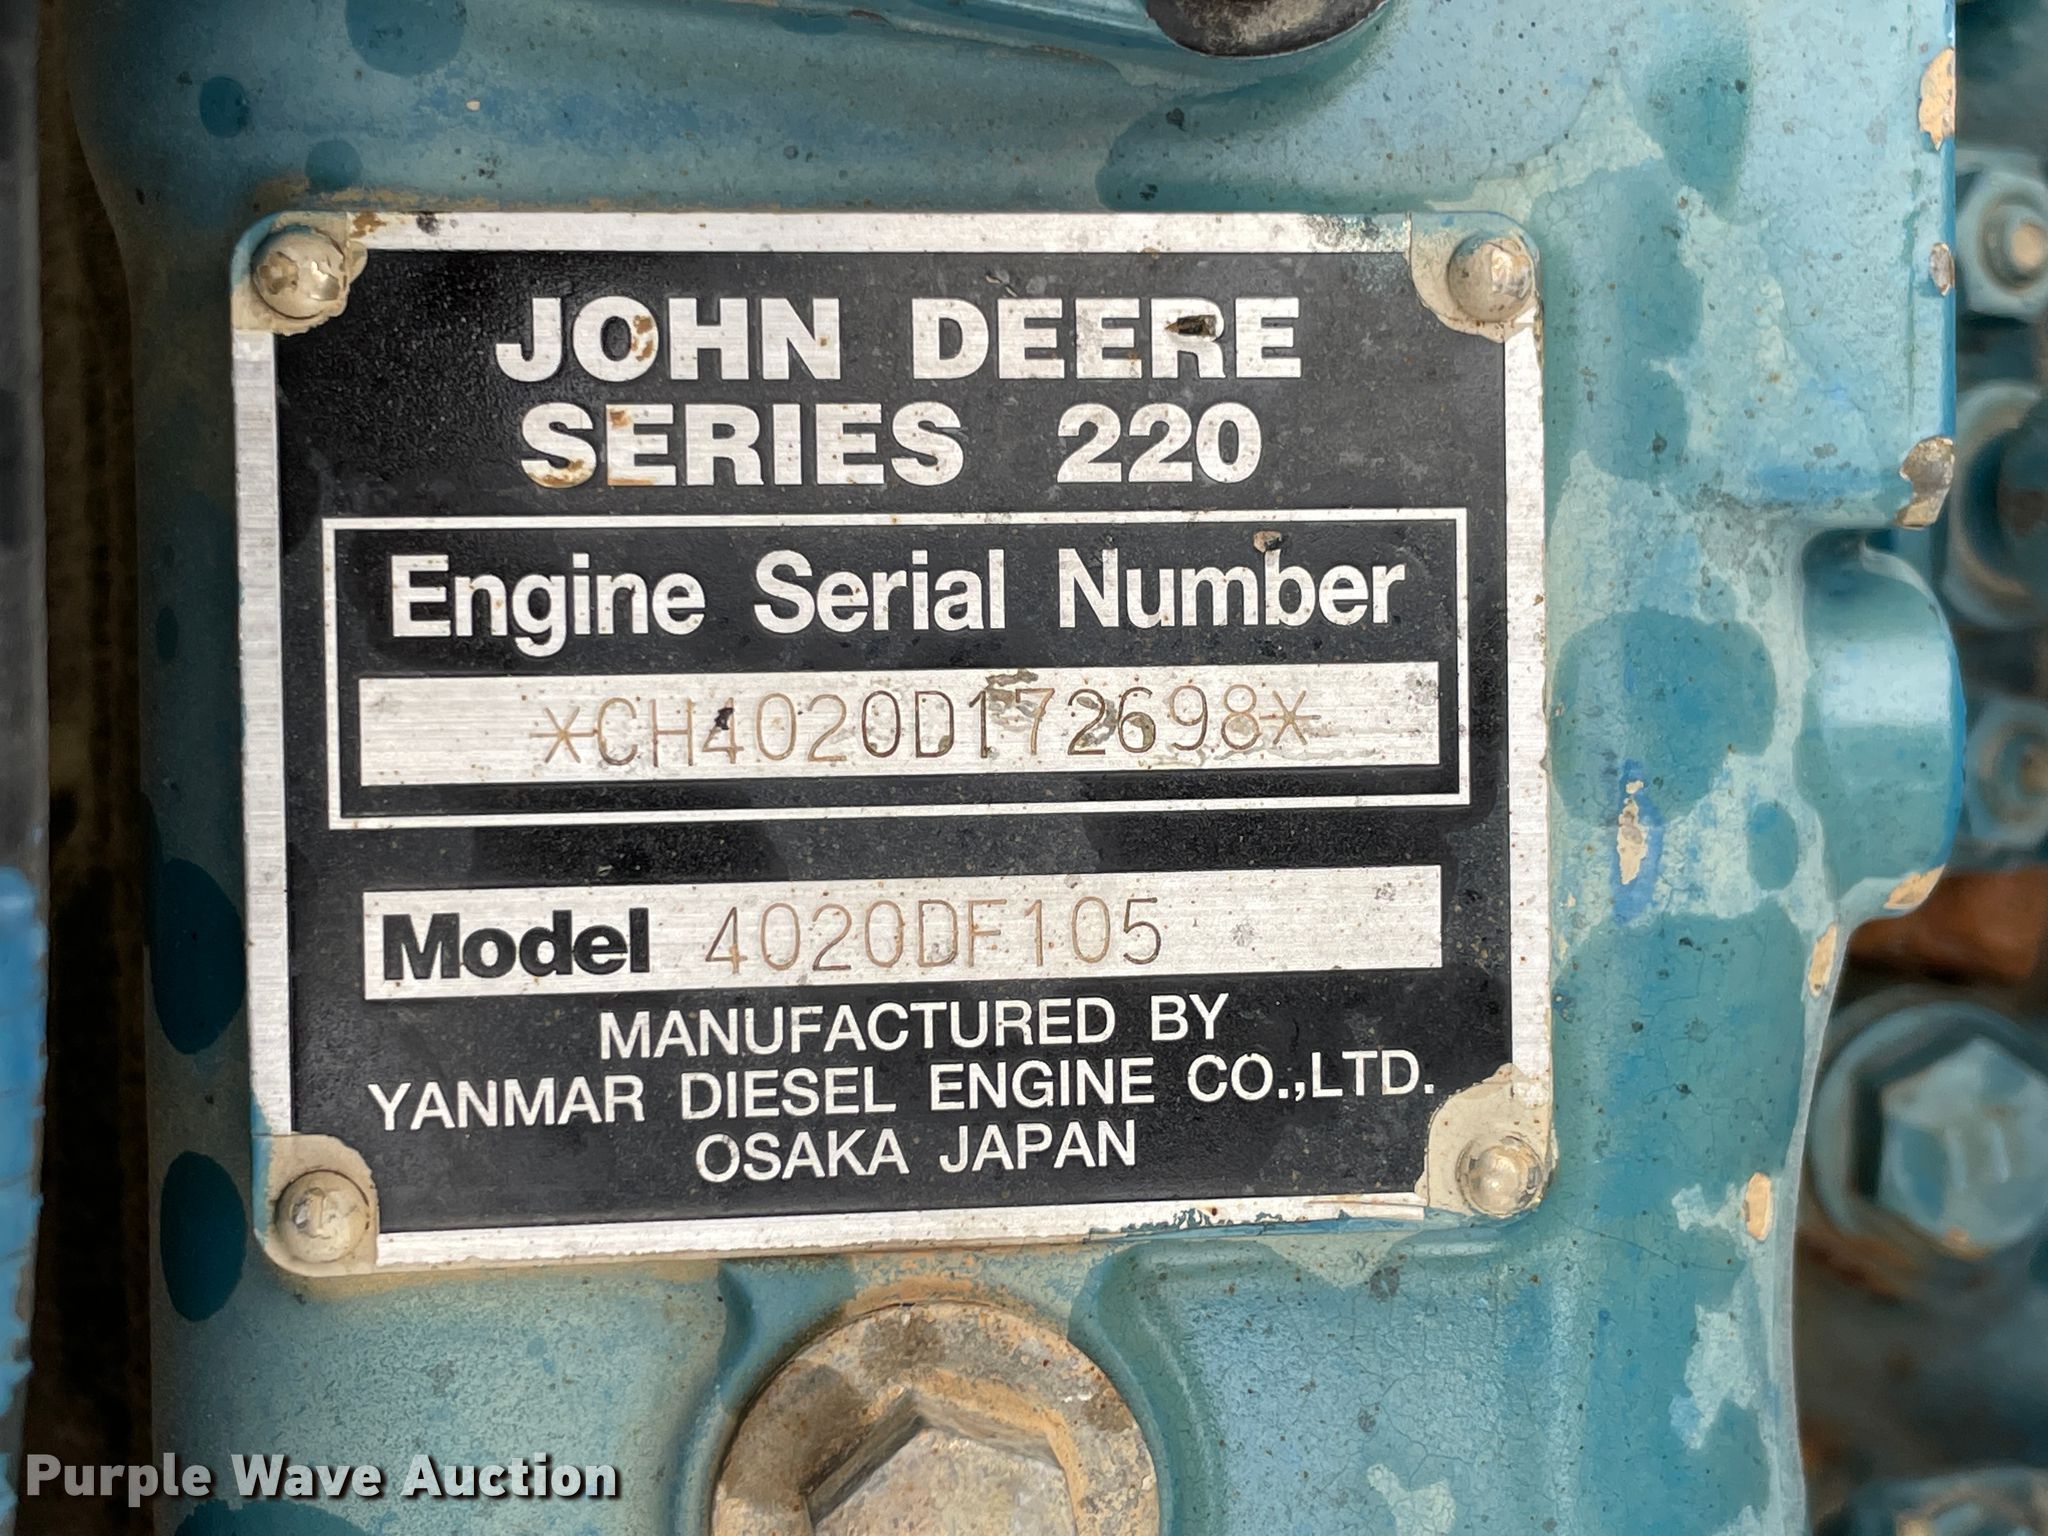 JOHN DEERE
SERIES 220
Engine Serial Number
*CH4020D172698*
Model 4020DF105
MANUFACTURED BY
YANMAR DIESEL ENGINE CO.,LTD.
OSAKA JAPAN
Purple Wave Auction